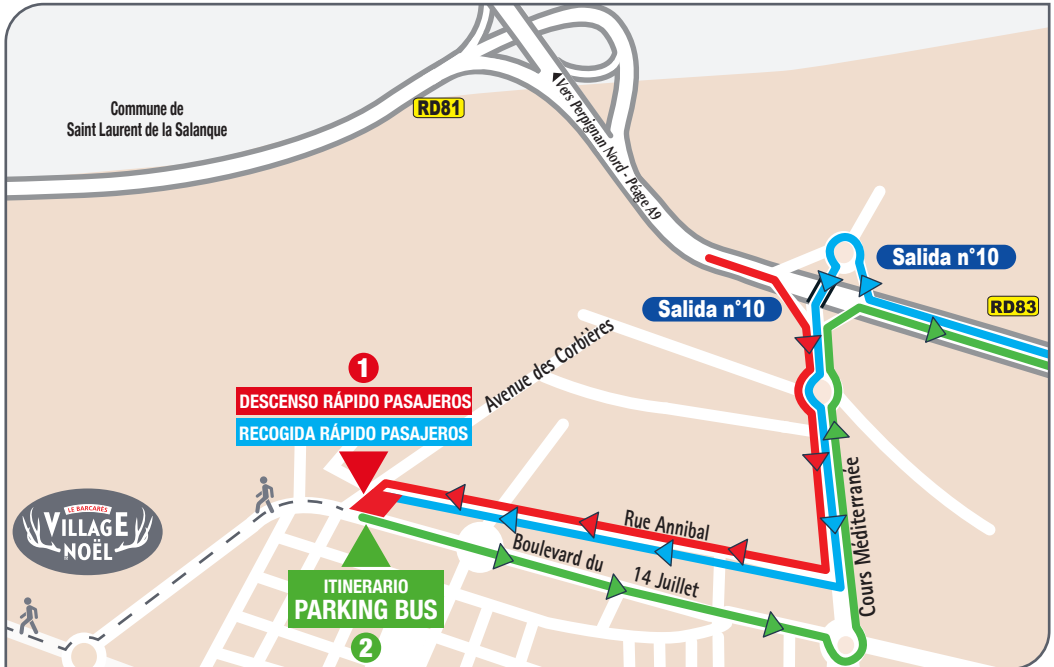 Commune de
Saint Laurent de la Salanque
RD81
Vers Perpignan Nord - Péage A9
Salida n°10
Salida n°10
RD83
Avenue des Corbières
1
DESCENSO RÁPIDO PASAJEROS
RECOGIDA RÁPIDO PASAJEROS
LE BARCARÈS
VILLAGE
NOËL
Rue Annibal
Boulevard du 14 Juillet
Cours Méditerranée
ITINERARIO
PARKING BUS
2